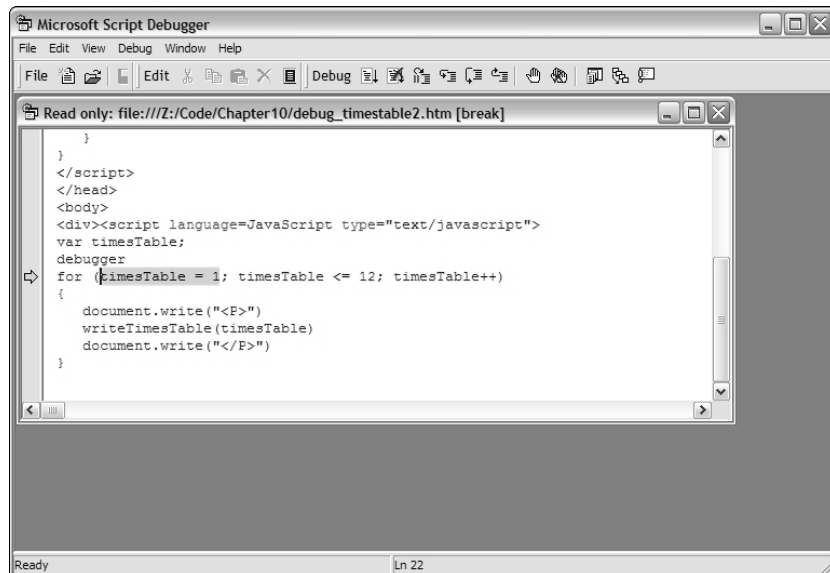 Microsoft Script Debugger
File Edit View Debug Window Help
File Edit Debug
Read only: file:///Z:/Code/Chapter10/debug_timestable2.htm [break]
}
}
</script>
</head>
<body>
<div><script language=JavaScript type="text/javascript">
var timesTable;
debugger
for (timesTable = 1; timesTable <= 12; timesTable++)
{
document.write("<P>")
writeTimesTable(timesTable)
document.write("</P>")
}
Ready Ln 22